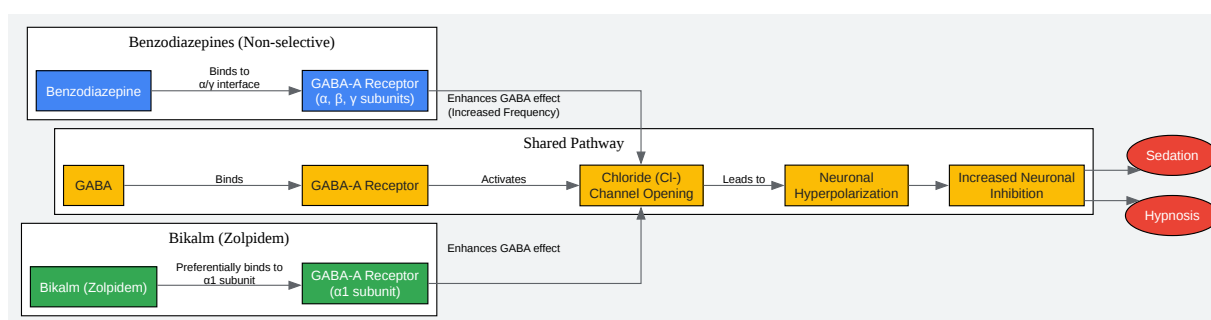 Benzodiazepines (Non-selective)
Benzodiazepine
Binds to
α/γ interface
GABA-A Receptor
(α, β, γ subunits)
Enhances GABA effect
(Increased Frequency)
Shared Pathway
GABA
Binds
GABA-A Receptor
Activates
Chloride (Cl-)
Channel Opening
Leads to
Neuronal
Hyperpolarization
Increased Neuronal
Inhibition
Sedation
Hypnosis
Bikalm (Zolpidem)
Bikalm (Zolpidem)
Preferentially binds to
α1 subunit
GABA-A Receptor
(α1 subunit)
Enhances GABA effect